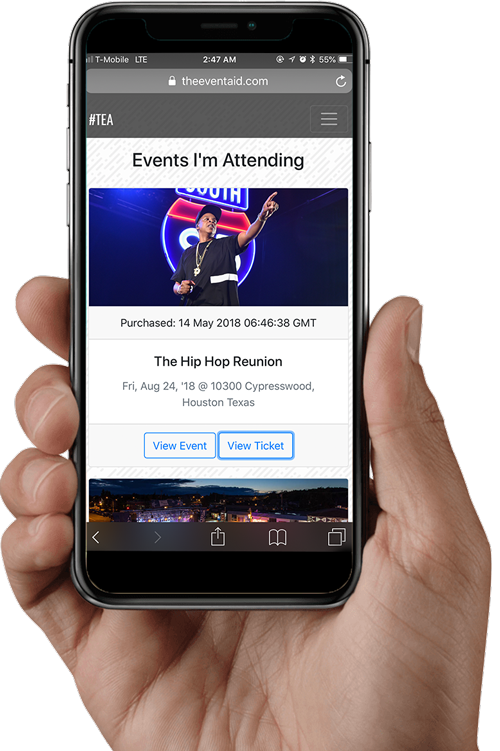 T-Mobile LTE 2:47 AM 55%
theeventaid.com
#TEA
Events I'm Attending
SOUTH
Purchased: 14 May 2018 06:46:38 GMT
The Hip Hop Reunion
Fri, Aug 24, '18 @ 10300 Cypresswood,
Houston Texas
View Event View Ticket